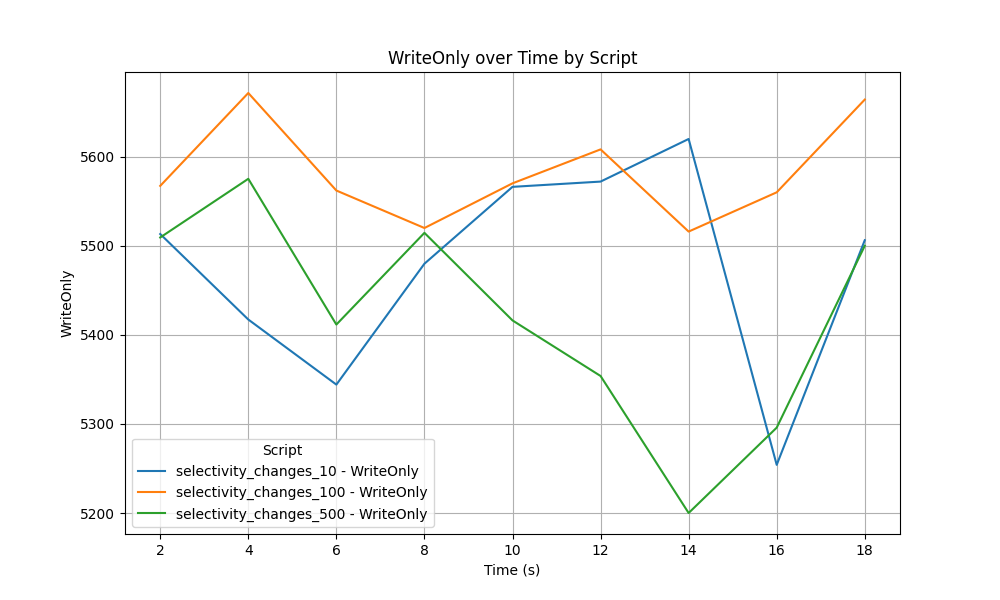 WriteOnly over Time by Script
WriteOnly
5600
5500
5400
5300
5200
Script
selectivity_changes_10 - WriteOnly
selectivity_changes_100 - WriteOnly
selectivity_changes_500 - WriteOnly
2 4 6 8 10 12 14 16 18
Time (s)